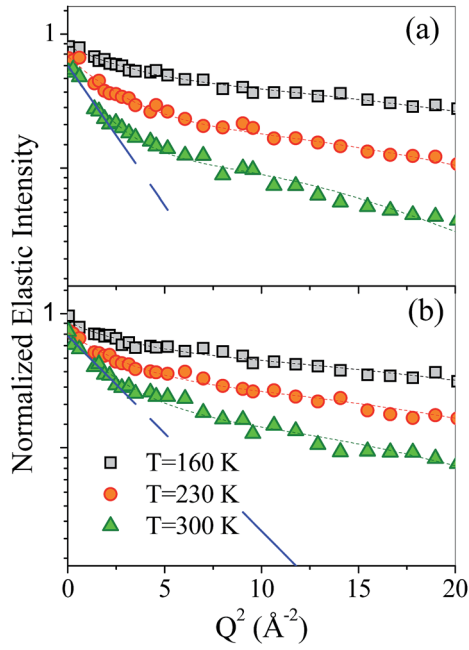 (a)
1
Normalized Elastic Intensity
(b)
1
T=160 K
T=230 K
T=300 K
0 5 10 15 20
Q² (Å⁻²)